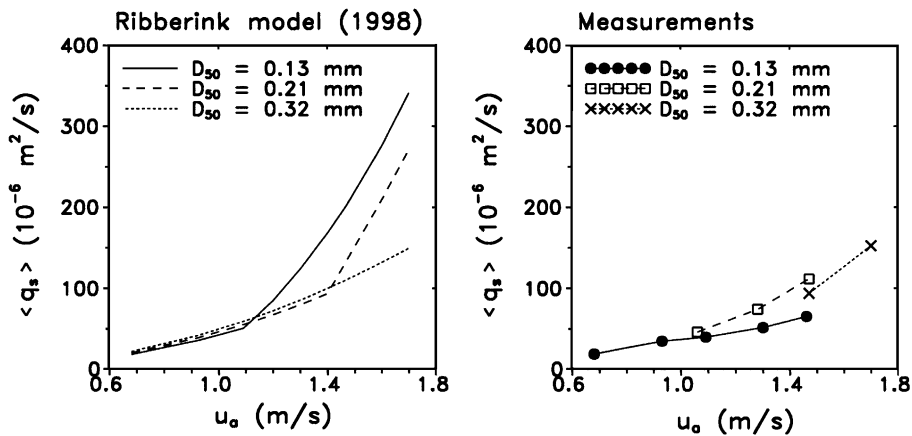 Ribberink model (1998)
400
300
200
100
0
<qₛ> (10⁻⁶ m²/s)
D₅₀ = 0.13 mm
D₅₀ = 0.21 mm
D₅₀ = 0.32 mm
0.6 1.0 1.4 1.8
uₐ (m/s)
Measurements
400
300
200
100
0
<qₛ> (10⁻⁶ m²/s)
D₅₀ = 0.13 mm
D₅₀ = 0.21 mm
D₅₀ = 0.32 mm
0.6 1.0 1.4 1.8
uₐ (m/s)